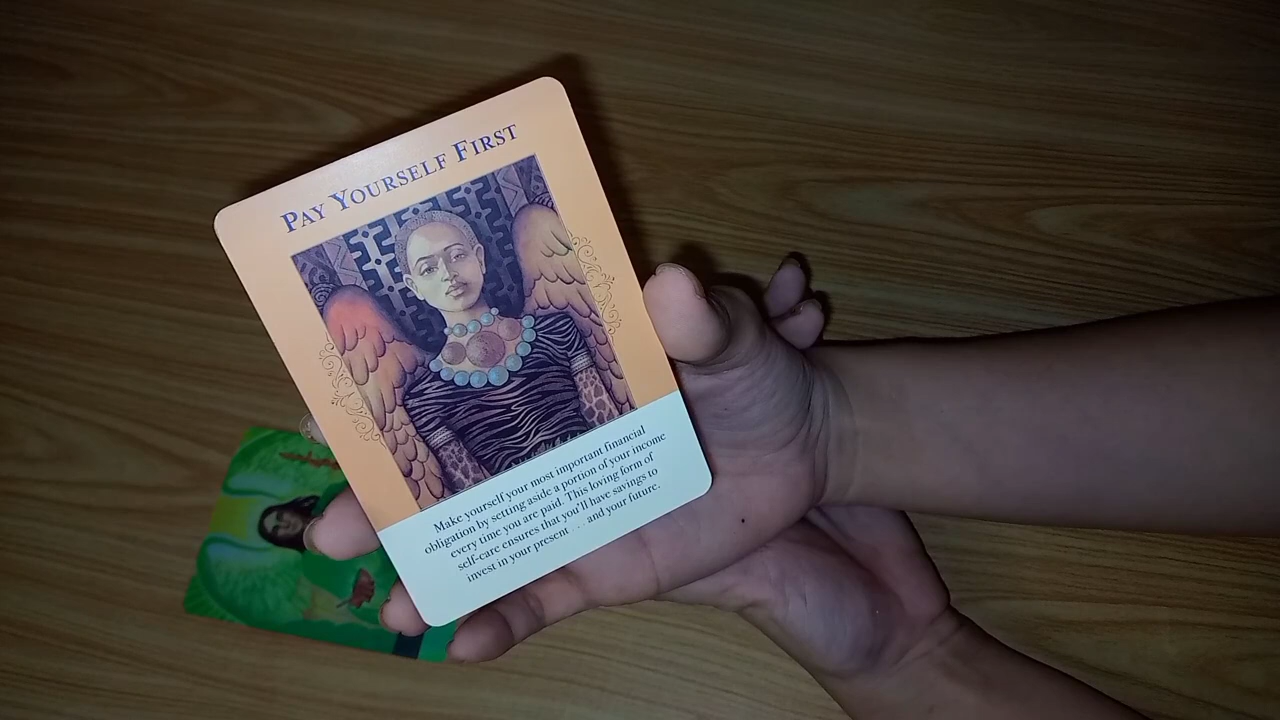 PAY YOURSELF FIRST
Make yourself your most important financial
obligation by setting aside a portion of your income
every time you are paid. This loving form of
self-care ensures that you'll have savings to
invest in your present . . . and your future.